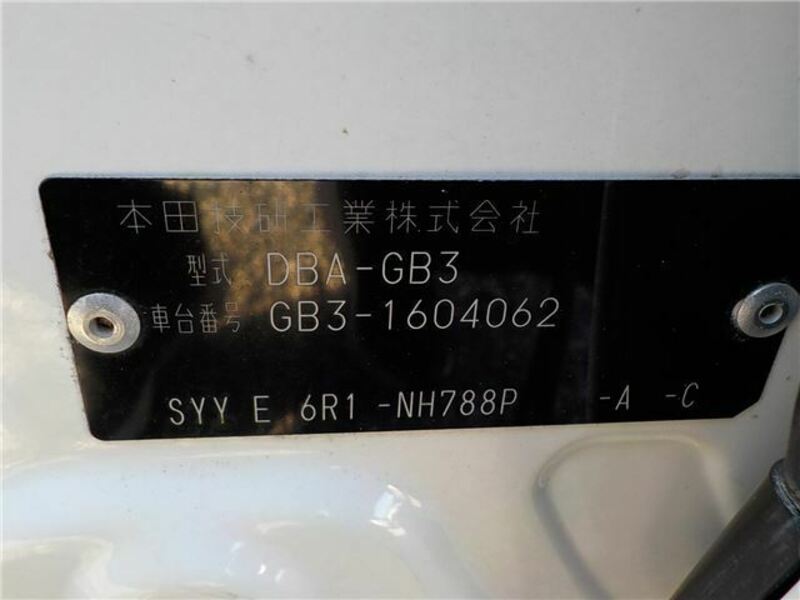 本田技研工業株式会社
型式 DBA-GB3
車台番号 GB3-1604062
SYY E 6R1 -NH788P -A -C